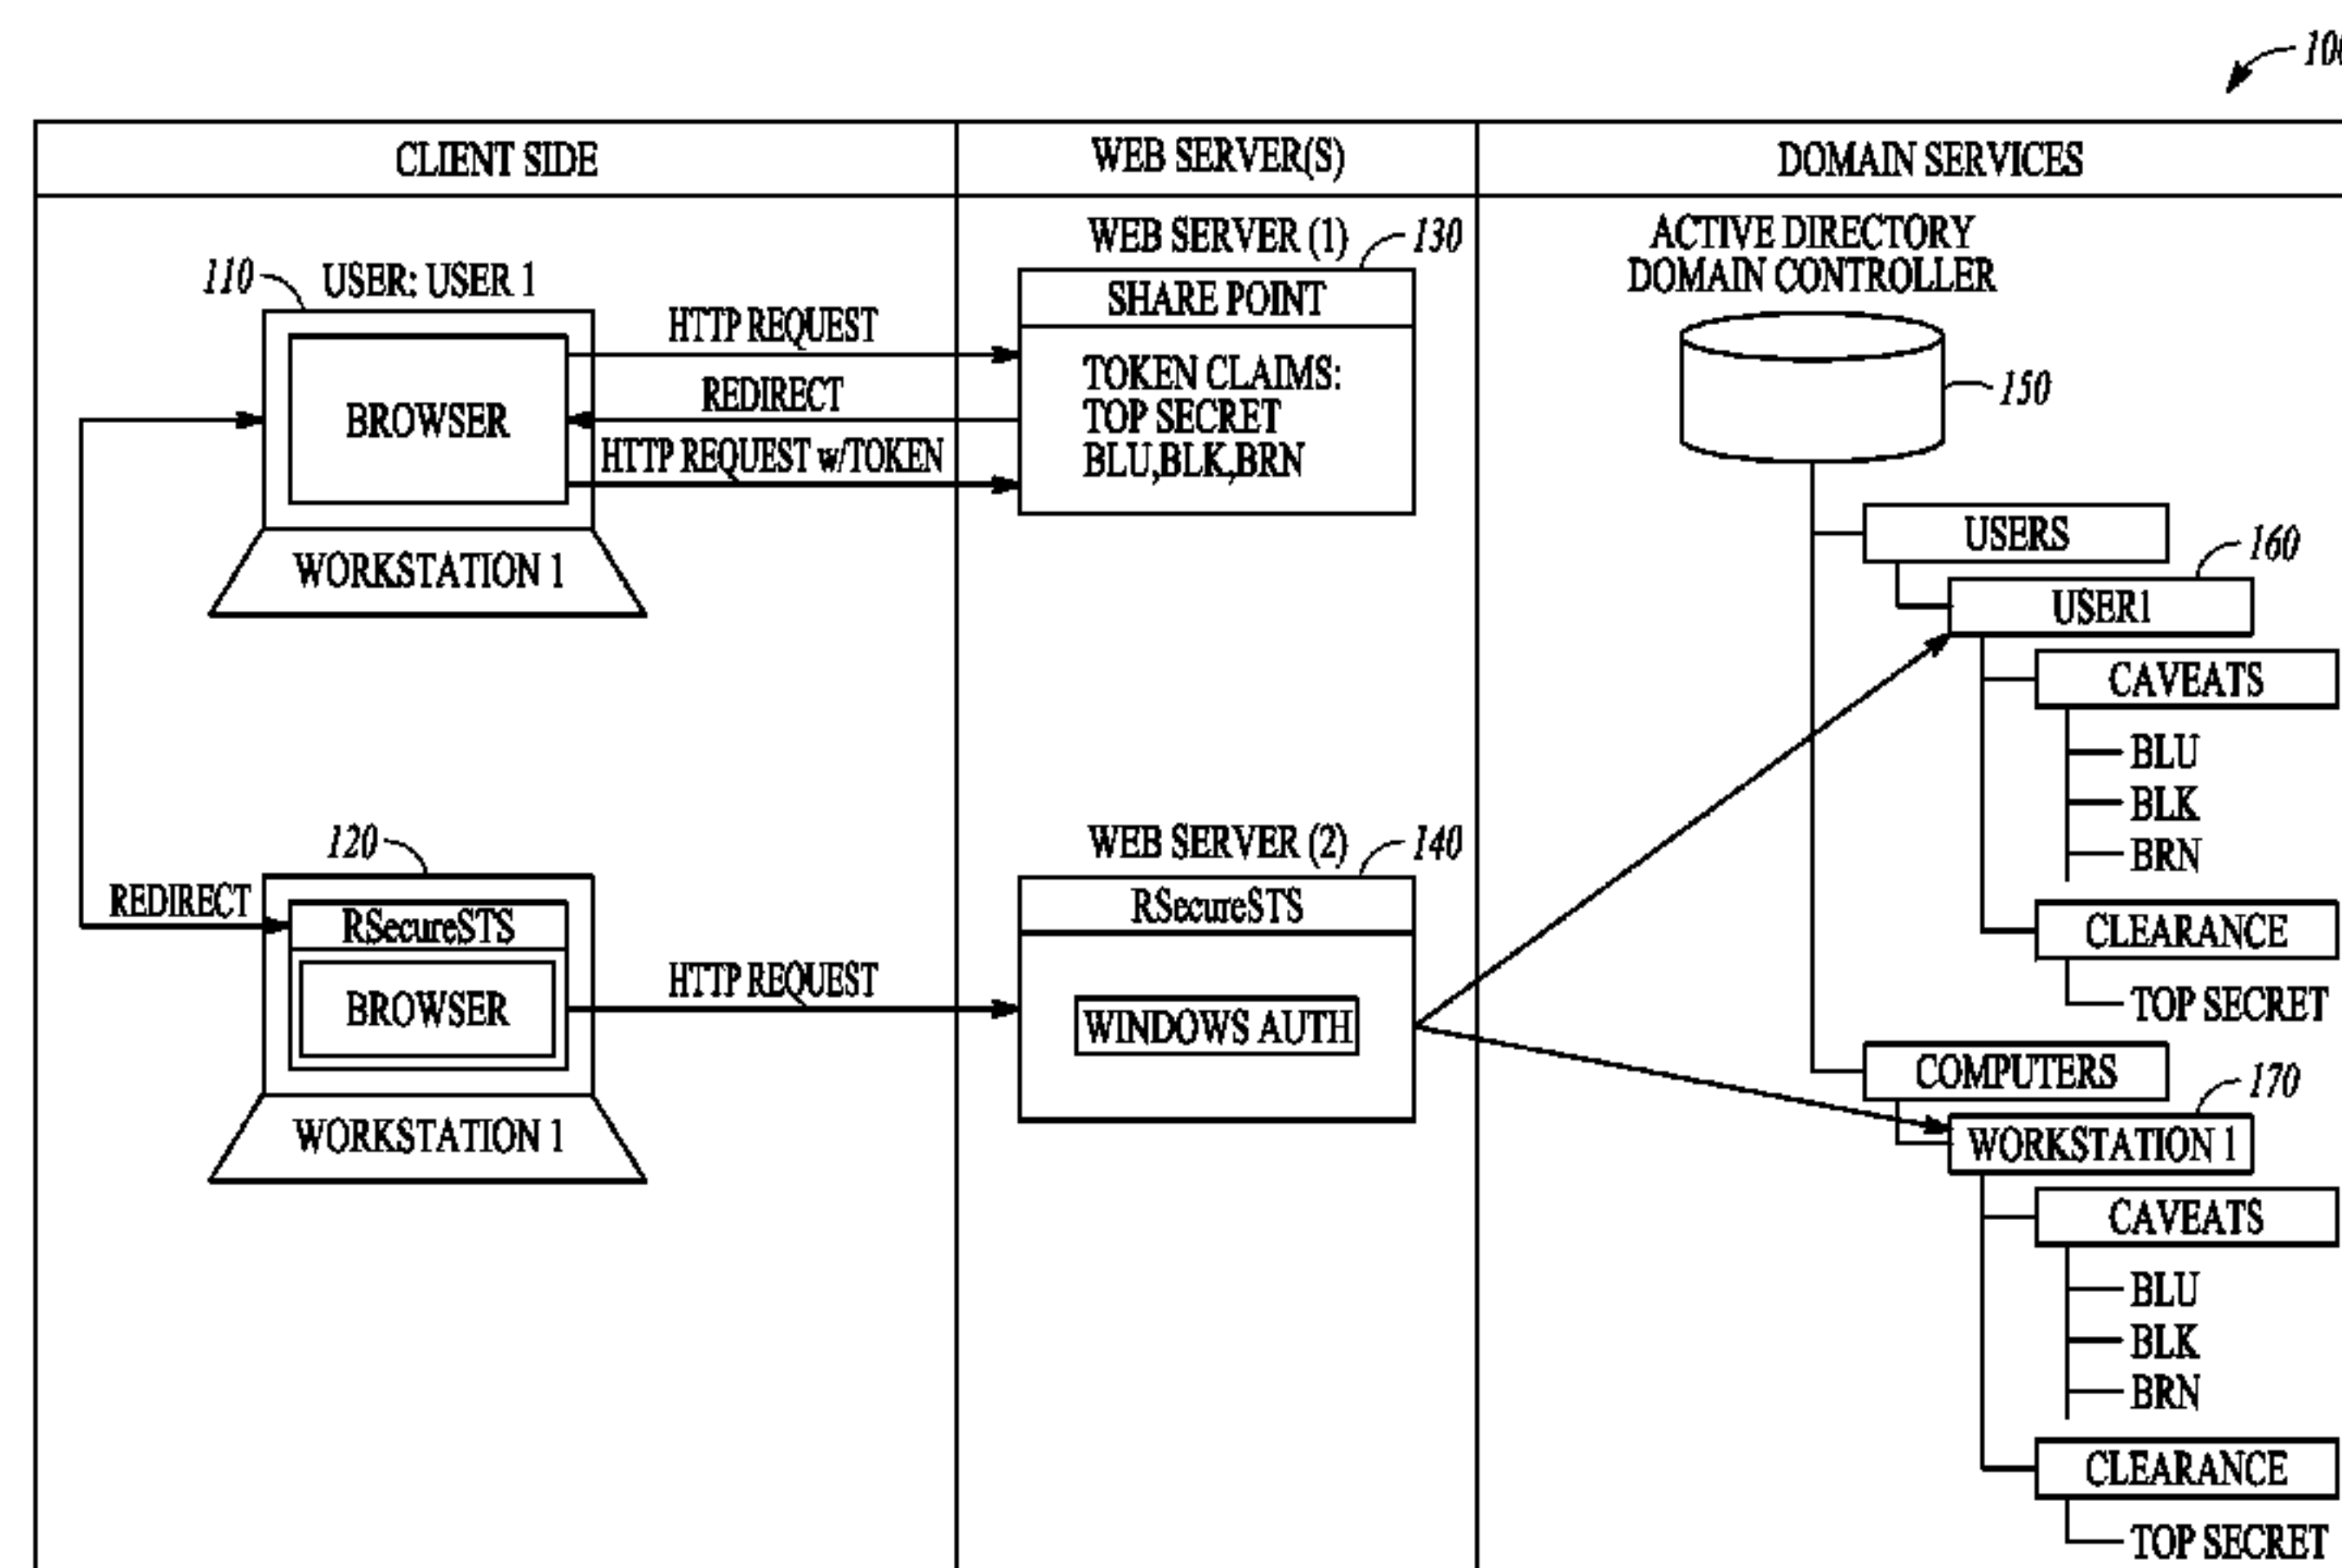 100
CLIENT SIDE
WEB SERVER(S)
DOMAIN SERVICES
110
USER: USER 1
BROWSER
WORKSTATION 1
HTTP REQUEST
REDIRECT
HTTP REQUEST w/TOKEN
WEB SERVER (1)
130
SHARE POINT
TOKEN CLAIMS:
TOP SECRET
BLU,BLK,BRN
ACTIVE DIRECTORY
DOMAIN CONTROLLER
150
USERS
160
USER1
CAVEATS
BLU
BLK
BRN
CLEARANCE
TOP SECRET
120
REDIRECT
RSecureSTS
BROWSER
WORKSTATION 1
HTTP REQUEST
WEB SERVER (2)
140
RSecureSTS
WINDOWS AUTH
COMPUTERS
170
WORKSTATION 1
CAVEATS
BLU
BLK
BRN
CLEARANCE
TOP SECRET